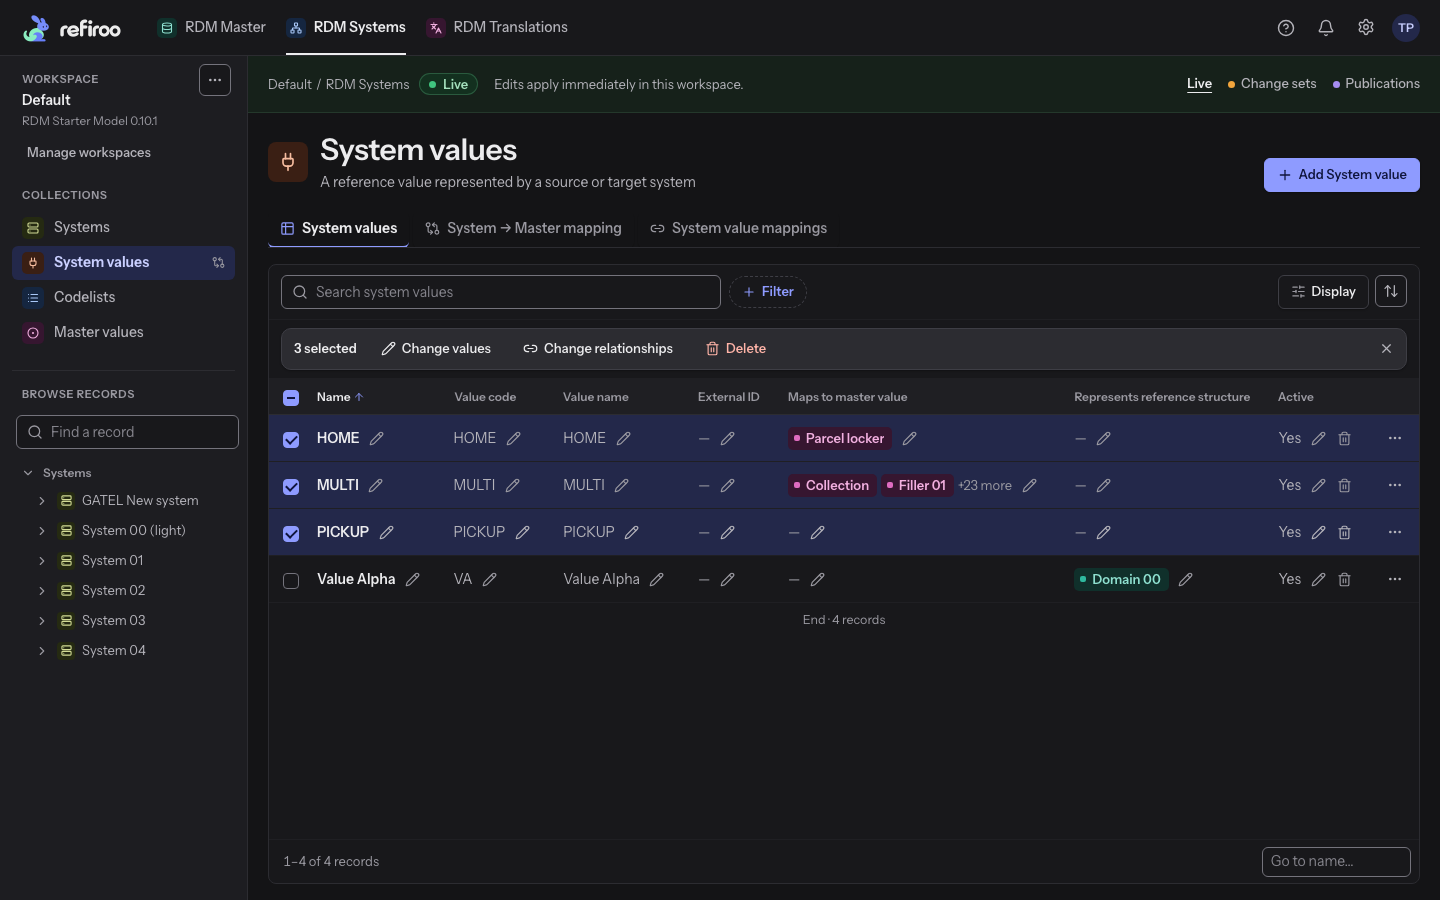 refiroo
RDM Master
RDM Systems
RDM Translations
TP
WORKSPACE
Default
RDM Starter Model 0.10.1
Manage workspaces
COLLECTIONS
Systems
System values
Codelists
Master values
BROWSE RECORDS
Find a record
Systems
GATEL New system
System 00 (light)
System 01
System 02
System 03
System 04
Default / RDM Systems Live Edits apply immediately in this workspace.
Live Change sets Publications
System values
A reference value represented by a source or target system
Add System value
System values System → Master mapping System value mappings
Search system values
Filter
Display
3 selected Change values Change relationships Delete
Name Value code Value name External ID Maps to master value Represents reference structure Active
HOME HOME HOME — Parcel locker — Yes
MULTI MULTI MULTI — Collection Filler 01 +23 more — Yes
PICKUP PICKUP PICKUP — — — Yes
Value Alpha VA Value Alpha — — Domain 00 Yes
End · 4 records
1–4 of 4 records
Go to name...